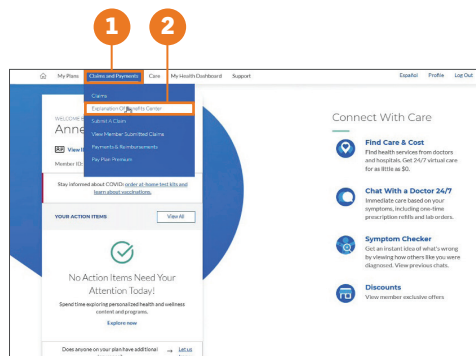 1
2
My Plans
Claims and Payments
Care
My Health Dashboard
Support
Español
Profile
Log Out
Claims
Explanation Of Benefits Center
Submit A Claim
View Member Submitted Claims
Payments & Reimbursements
Pay Plan Premium
WELCOME
Anne
View
Member ID:
Stay informed about COVID: order at-home test kits and
learn about vaccinations.
YOUR ACTION ITEMS
View All
No Action Items Need Your
Attention Today!
Spend time exploring personalized health and wellness
content and programs.
Explore now
Does anyone on your plan have additional
→ Let us
Connect With Care
Find Care & Cost
Find health services from doctors
and hospitals. Get 24/7 virtual care
for as little as $0.
Chat With a Doctor 24/7
Immediate care based on your
symptoms, including one-time
prescription refills and lab orders.
Symptom Checker
Get an instant idea of what's wrong
by viewing how others like you were
diagnosed. View previous chats.
Discounts
View member exclusive offers